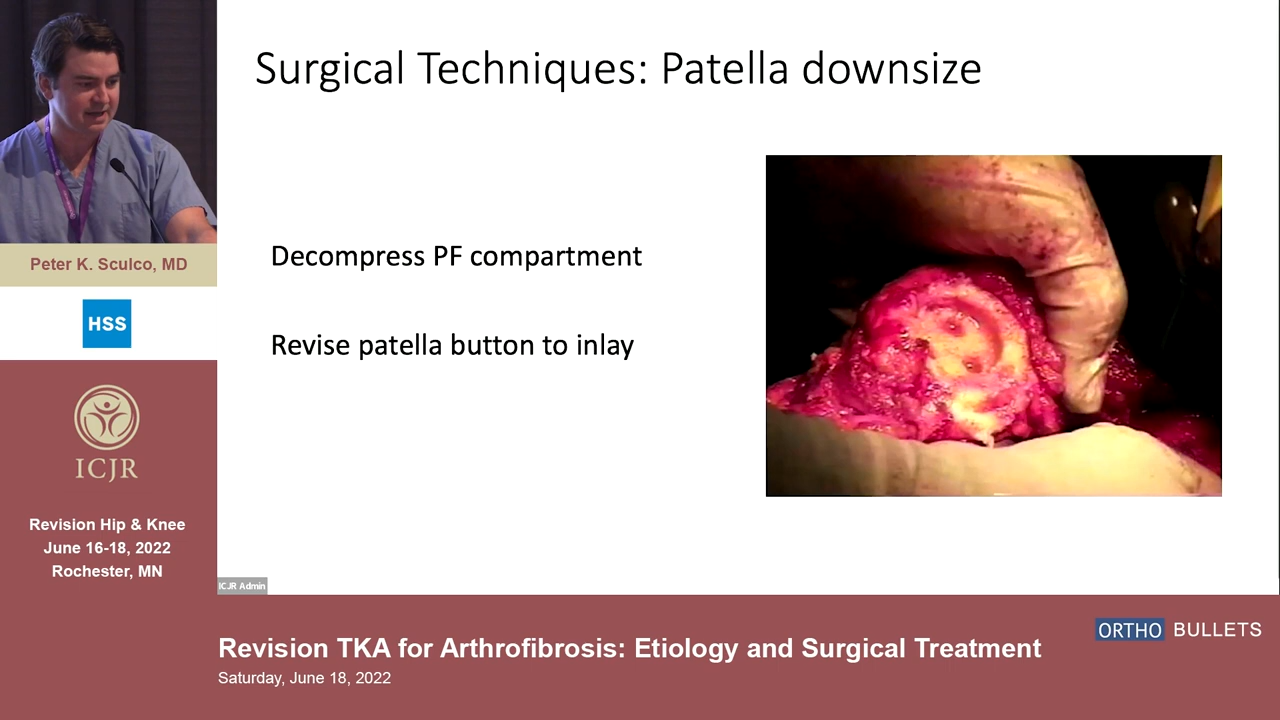 Surgical Techniques: Patella downsize
Decompress PF compartment
Revise patella button to inlay
Peter K. Sculco, MD
HSS
ICJR
Revision Hip & Knee
June 16-18, 2022
Rochester, MN
ICJR Admin
Revision TKA for Arthrofibrosis: Etiology and Surgical Treatment
Saturday, June 18, 2022
ORTHO BULLETS